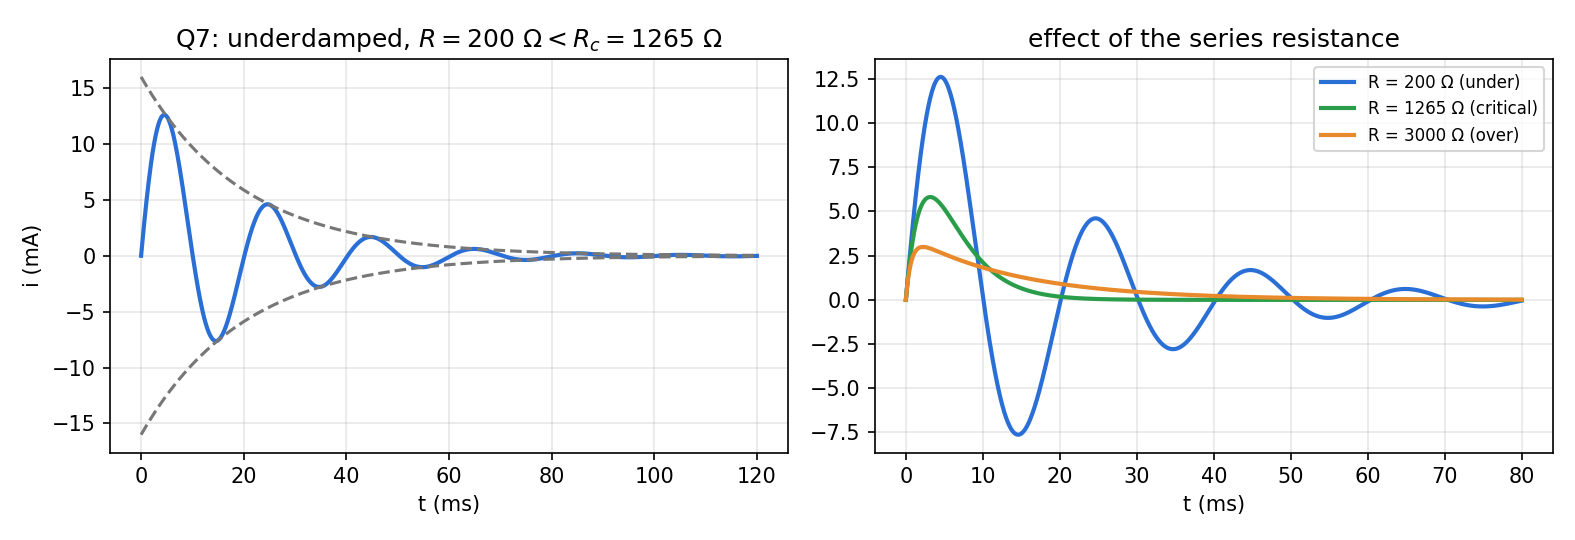 Q7: underdamped, R = 200 Ω < R_c = 1265 Ω
15
10
5
0
−5
−10
−15
i (mA)
0 20 40 60 80 100 120
t (ms)
effect of the series resistance
12.5
10.0
7.5
5.0
2.5
0.0
−2.5
−5.0
−7.5
R = 200 Ω (under)
R = 1265 Ω (critical)
R = 3000 Ω (over)
0 10 20 30 40 50 60 70 80
t (ms)